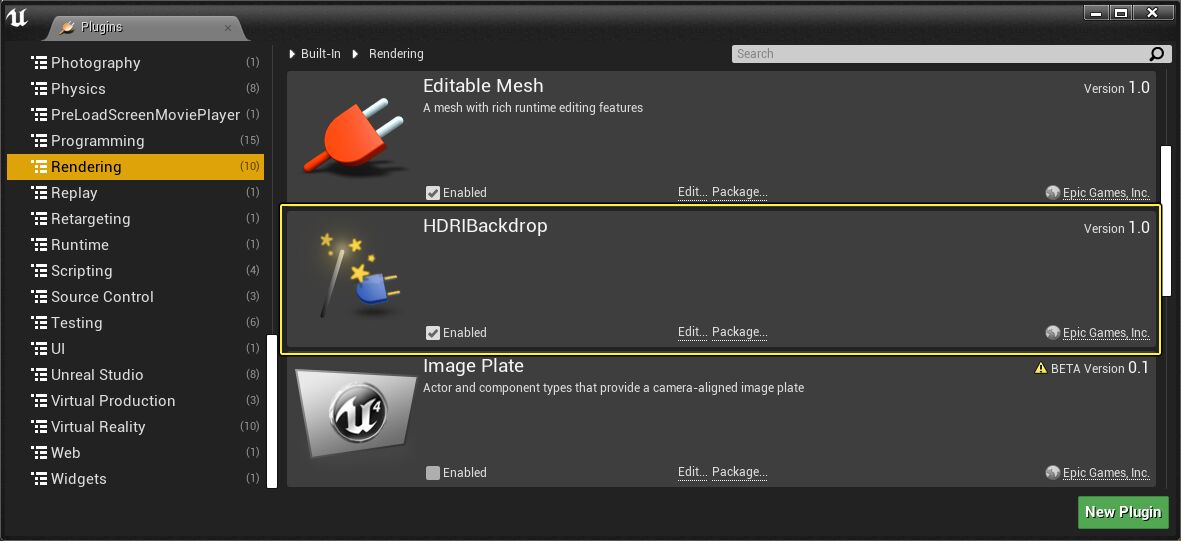 Plugins
Built-In Rendering
Search
Photography (1)
Physics (8)
PreLoadScreenMoviePlayer (1)
Programming (15)
Rendering (10)
Replay (1)
Retargeting (1)
Runtime (1)
Scripting (4)
Source Control (3)
Testing (6)
UI (1)
Unreal Studio (8)
Virtual Production (3)
Virtual Reality (10)
Web (1)
Widgets (1)
Editable Mesh
Version 1.0
A mesh with rich runtime editing features
Enabled
Edit... Package...
Epic Games, Inc.
HDRIBackdrop
Version 1.0
Enabled
Edit... Package...
Epic Games, Inc.
Image Plate
BETA Version 0.1
Actor and component types that provide a camera-aligned image plate
4
Enabled
Edit... Package...
Epic Games, Inc.
New Plugin